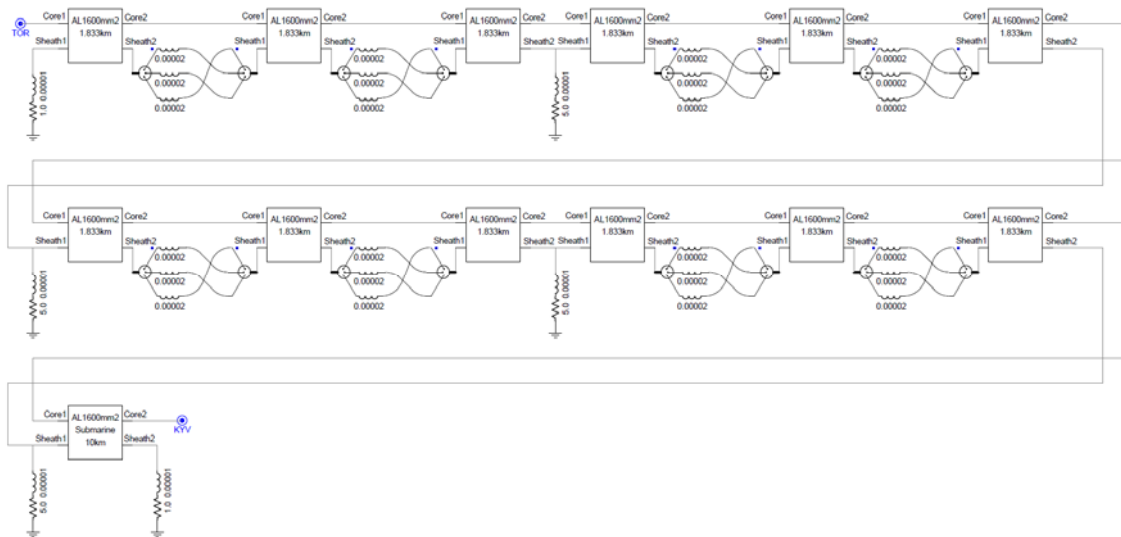 TOR
Core1 AL1600mm2 Core2 Core1 AL1600mm2 Core2 Core1 AL1600mm2 Core2 Core1 AL1600mm2 Core2 Core1 AL1600mm2 Core2 Core1 AL1600mm2 Core2
1.833km 1.833km 1.833km 1.833km 1.833km 1.833km
Sheath1 Sheath2 Sheath1 Sheath2 Sheath1 Sheath2 Sheath1 Sheath2 Sheath1 Sheath2 Sheath1 Sheath2
0.00002 0.00002 0.00002 0.00002
0.00002 0.00002 0.00002 0.00002
0.00002 0.00002 0.00002 0.00002
1.0 0.00001 5.0 0.00001
Core1 AL1600mm2 Core2 Core1 AL1600mm2 Core2 Core1 AL1600mm2 Core2 Core1 AL1600mm2 Core2 Core1 AL1600mm2 Core2 Core1 AL1600mm2 Core2
1.833km 1.833km 1.833km 1.833km 1.833km 1.833km
Sheath1 Sheath2 Sheath1 Sheath2 Sheath1 Sheath2 Sheath1 Sheath2 Sheath1 Sheath2 Sheath1 Sheath2
0.00002 0.00002 0.00002 0.00002
0.00002 0.00002 0.00002 0.00002
0.00002 0.00002 0.00002 0.00002
5.0 0.00001 5.0 0.00001
Core1 AL1600mm2 Core2
Submarine KYV
10km
Sheath1 Sheath2
5.0 0.00001 1.0 0.00001